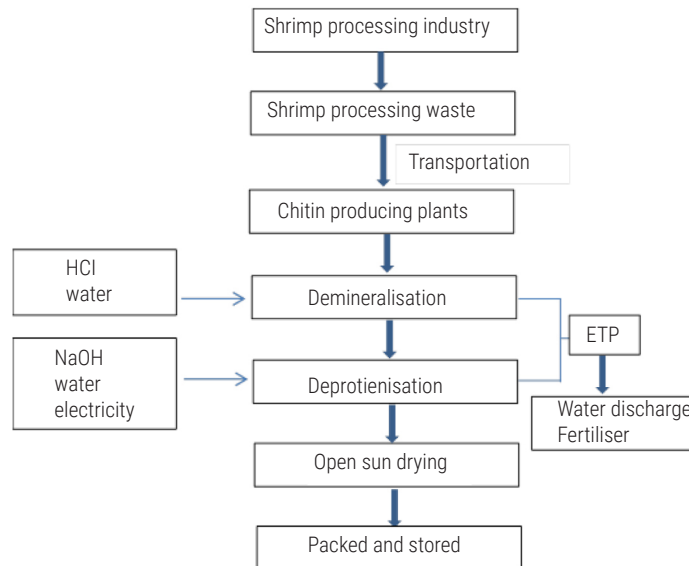 Shrimp processing industry
Shrimp processing waste
Transportation
Chitin producing plants
HCl
water
Demineralisation
ETP
NaOH
water
electricity
Deprotienisation
Water discharge
Fertiliser
Open sun drying
Packed and stored